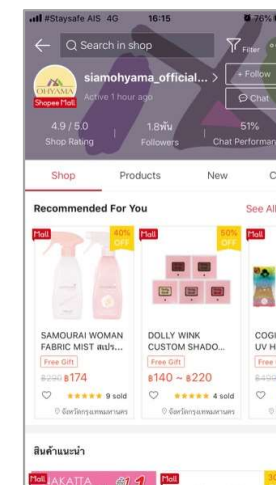 #Staysafe AIS 4G 16:15 76%
Search in shop Filter
OHYAMA
siamohyama_official... >
Active 1 hour ago
Shopee Mall
+ Follow
Chat
4.9 / 5.0 1.8พัน 51%
Shop Rating Followers Chat Performan
Shop Products New C
Recommended For You See All
Mall 40% OFF Mall 50% OFF
SAMOURAI WOMAN DOLLY WINK COGI
FABRIC MIST สเปร... CUSTOM SHADO... UV H
Free Gift Free Gift Free
฿290 ฿174 ฿140 ~ ฿220 ฿499
9 sold 4 sold
จังหวัดกรุงเทพมหานคร จังหวัดกรุงเทพมหานคร
สินค้าแนะนำ
Mall JAKATTA #1 Mall